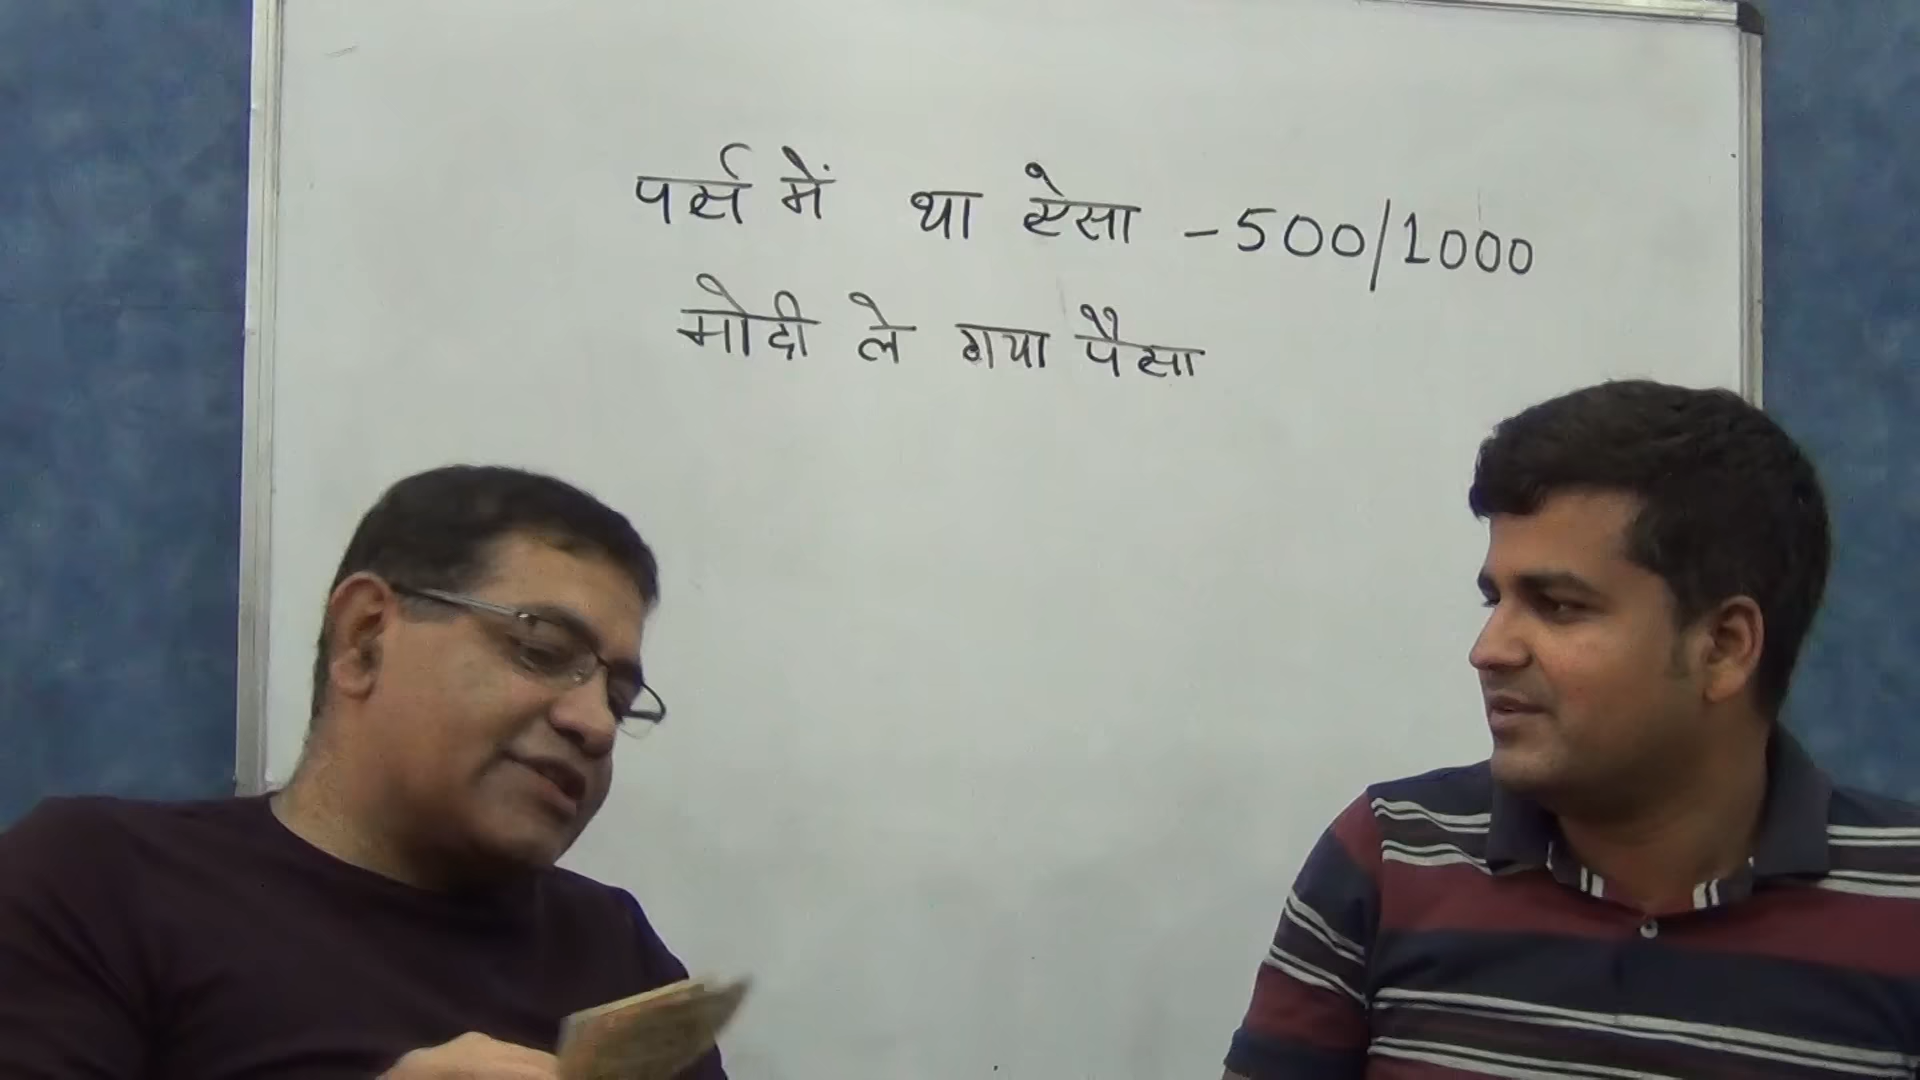 पर्स में था ऐसा - 500/1000
मोदी ले गया पैसा